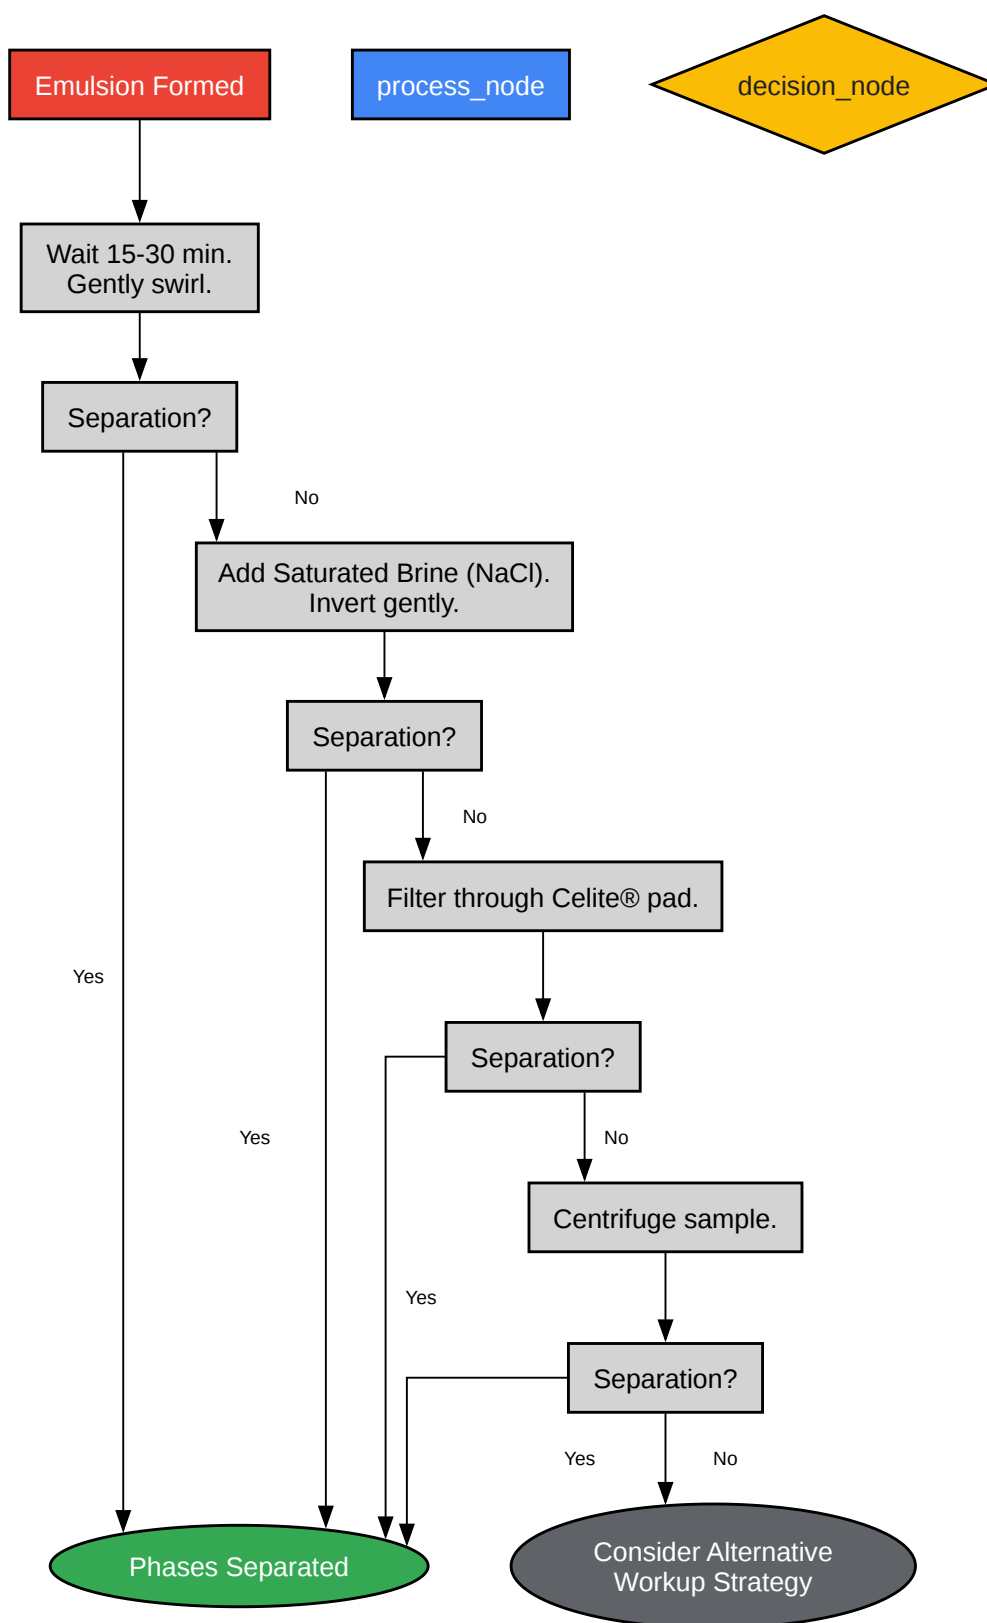 Emulsion Formed
process_node
decision_node
Wait 15-30 min.
Gently swirl.
Separation?
No
Add Saturated Brine (NaCl).
Invert gently.
Separation?
No
Filter through Celite® pad.
Yes
Separation?
Yes
No
Centrifuge sample.
Yes
Separation?
Yes
No
Phases Separated
Consider Alternative
Workup Strategy